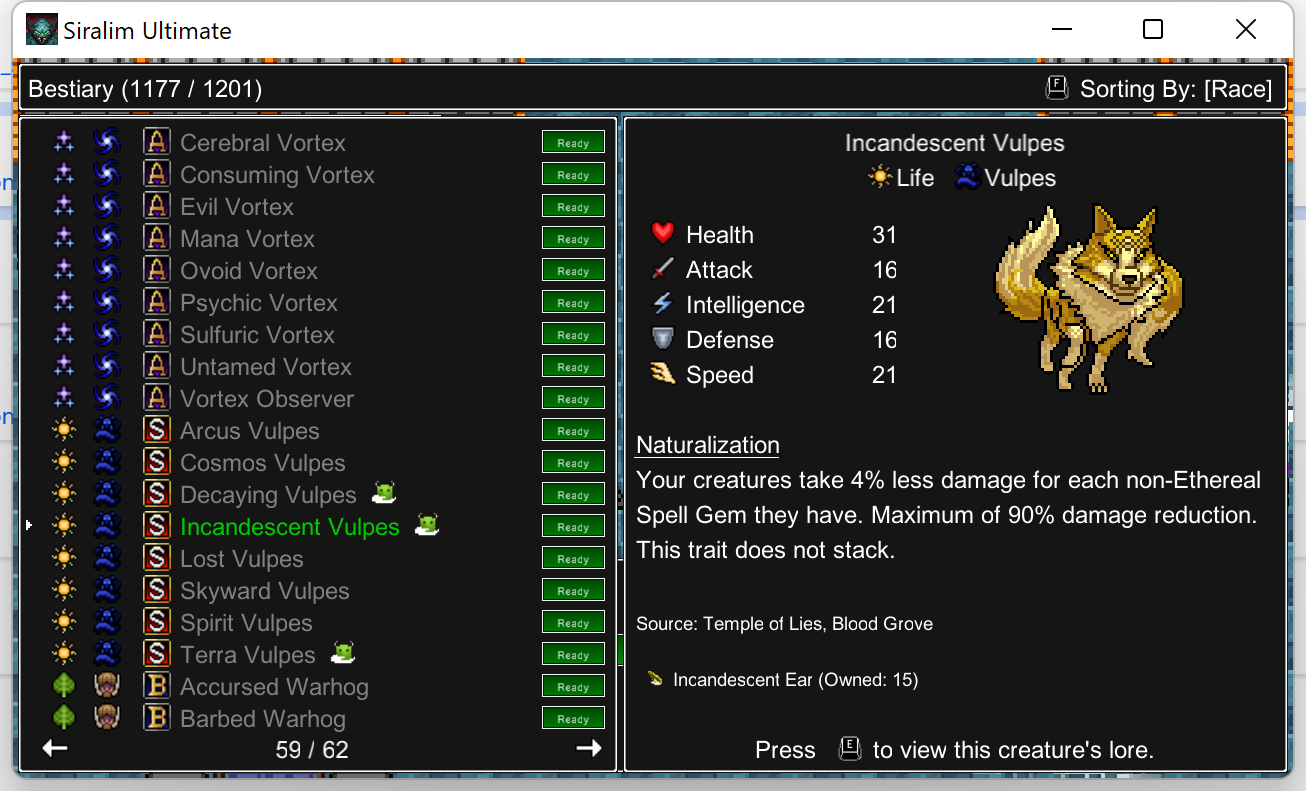 Siralim Ultimate
Bestiary (1177 / 1201)
F
Sorting By: [Race]
A Cerebral Vortex Ready
A Consuming Vortex Ready
A Evil Vortex Ready
A Mana Vortex Ready
A Ovoid Vortex Ready
A Psychic Vortex Ready
A Sulfuric Vortex Ready
A Untamed Vortex Ready
A Vortex Observer Ready
S Arcus Vulpes Ready
S Cosmos Vulpes Ready
S Decaying Vulpes Ready
S Incandescent Vulpes Ready
S Lost Vulpes Ready
S Skyward Vulpes Ready
S Spirit Vulpes Ready
S Terra Vulpes Ready
B Accursed Warhog Ready
B Barbed Warhog Ready
59 / 62
Incandescent Vulpes
Life Vulpes
Health 31
Attack 16
Intelligence 21
Defense 16
Speed 21
Naturalization
Your creatures take 4% less damage for each non-Ethereal
Spell Gem they have. Maximum of 90% damage reduction.
This trait does not stack.
Source: Temple of Lies, Blood Grove
Incandescent Ear (Owned: 15)
Press E to view this creature's lore.